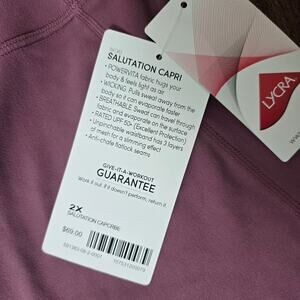 SALUTATION CAPRI
• POWERVITA fabric hugs your
body & feels light as air
• WICKING. Pulls sweat away from the
body so it can evaporate faster
• BREATHABLE. Sweat can travel through
fabric and evaporate on the surface
• RATED UPF 50+ (Excellent Protection)
• Unpinchable waistband has 3 layers
of mesh for a slimming effect
• Anti-chafe flatlock seams
GIVE-IT-A-WORKOUT
GUARANTEE
Work it out. If it doesn't perform, return it.
2X
SALUTATION CAPCRBE
$69.00
LYCRA